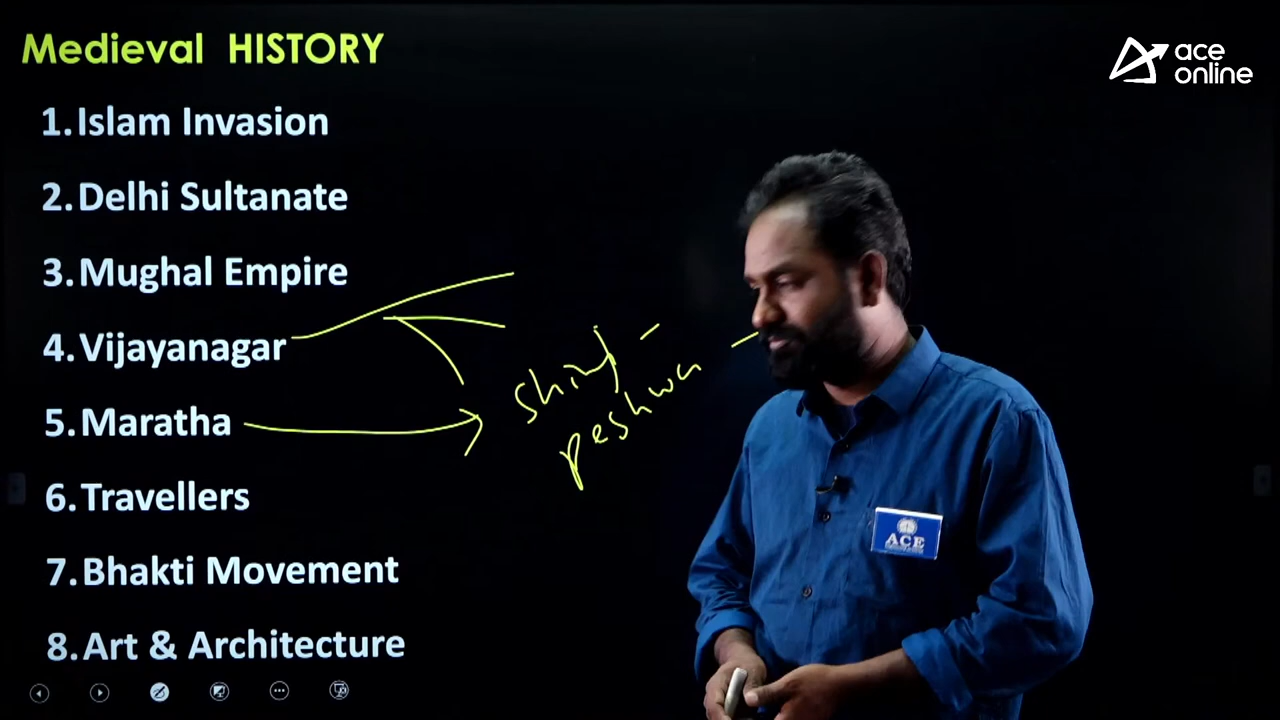 Medieval HISTORY
ace
online
1. Islam Invasion
2. Delhi Sultanate
3. Mughal Empire
4. Vijayanagar
5. Maratha
peshwa
6. Travellers
ACE
7. Bhakti Movement
8. Art & Architecture